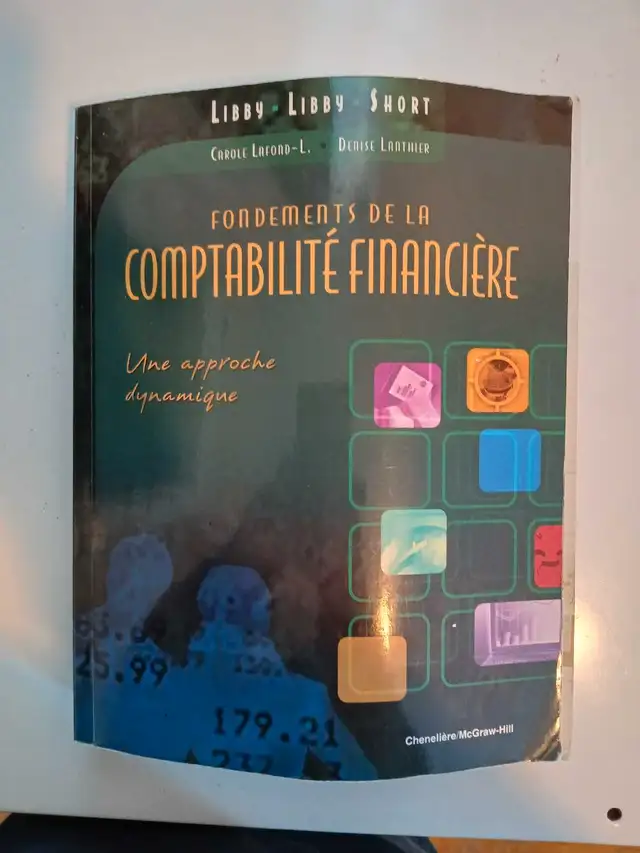 LIBBY · LIBBY · SHORT
CAROLE LAFOND-L. · DENISE LANTHIER
FONDEMENTS DE LA
COMPTABILITÉ FINANCIÈRE
Une approche
dynamique
25.99
179.21
Chenelière/McGraw-Hill